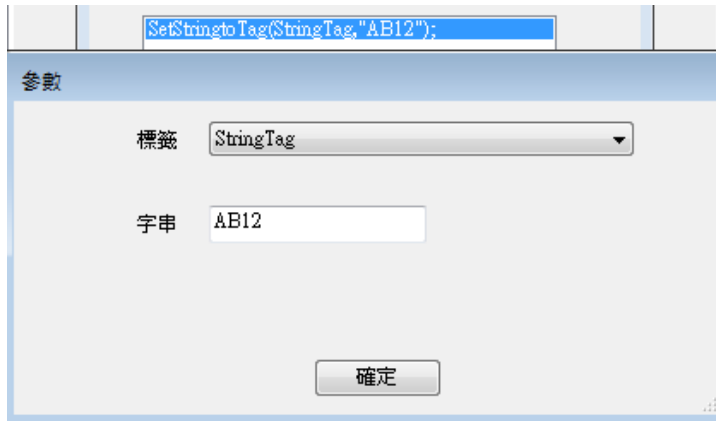 SetStringtoTag(StringTag,"AB12");
參數
標籤 StringTag
字串 AB12
確定